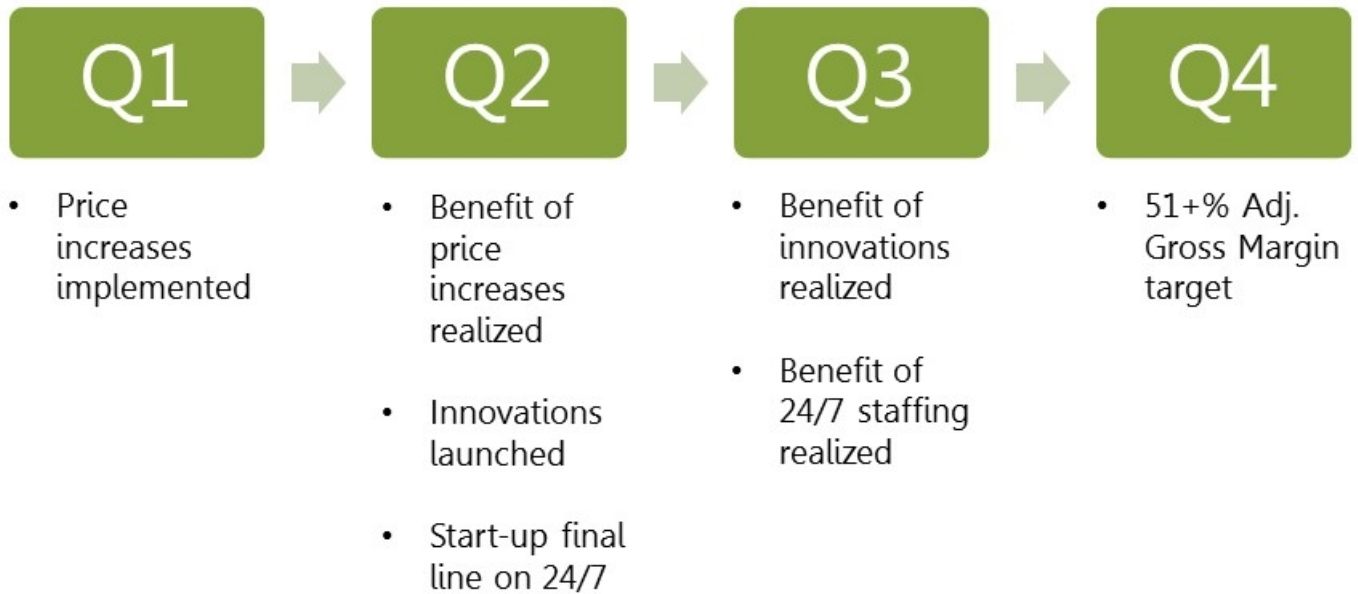 Q1
Q2
Q3
Q4
• Price
increases
implemented
• Benefit of
price
increases
realized
• Innovations
launched
• Start-up final
line on 24/7
• Benefit of
innovations
realized
• Benefit of
24/7 staffing
realized
• 51+% Adj.
Gross Margin
target